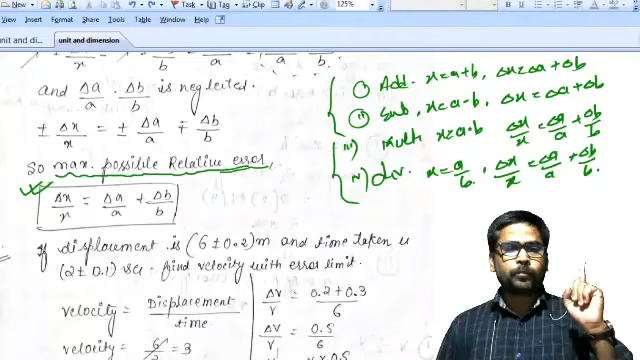 New
Open
Task
Tag
125%
View Insert Format Share Possible Table Task Window Help
unit and di...
unit and dimension
and Δa/a · Δb/b is neglected.
± Δx/x = ± Δa/a ∓ Δb/b
So max. possible Relative error,
Δx/x = Δa/a + Δb/b
If displacement is (6 ± 0.2) m and time taken is
(2 ± 0.1) sec. find velocity with error limit.
velocity = Displacement/time
velocity = 6/2 = 3
Δv/v = 0.2 + 0.3/6
Δv/v = 0.5/6
i) Add. x = a+b, Δx = Δa + Δb
ii) Sub, x = a-b, Δx = Δa + Δb
iii) multi x = a·b Δx/x = Δa/a + Δb/b
iv) div. x = a/b, Δx/x = Δa/a + Δb/b.